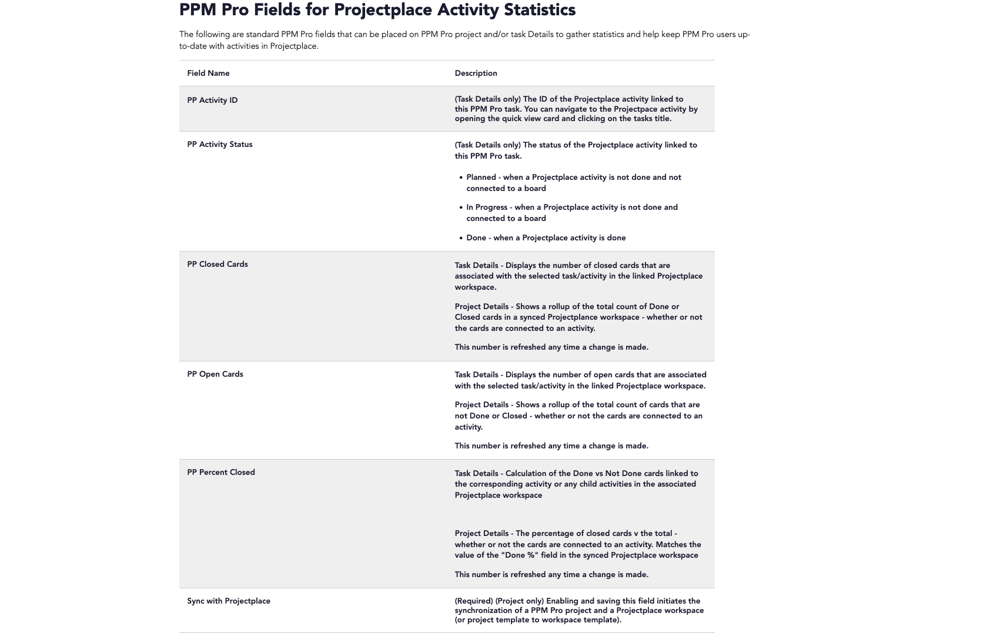 PPM Pro Fields for Projectplace Activity Statistics
The following are standard PPM Pro fields that can be placed on PPM Pro project and/or task Details to gather statistics and help keep PPM Pro users up-
to-date with activities in Projectplace.
Field Name
Description
PP Activity ID
(Task Details only) The ID of the Projectplace activity linked to
this PPM Pro task. You can navigate to the Projectpace activity by
opening the quick view card and clicking on the tasks title.
PP Activity Status
(Task Details only) The status of the Projectplace activity linked to
this PPM Pro task.
• Planned - when a Projectplace activity is not done and not
connected to a board
• In Progress - when a Projectplace activity is not done and
connected to a board
• Done - when a Projectplace activity is done
PP Closed Cards
Task Details - Displays the number of closed cards that are
associated with the selected task/activity in the linked Projectplace
workspace.
Project Details - Shows a rollup of the total count of Done or
Closed cards in a synced Projectplance workspace - whether or not
the cards are connected to an activity.
This number is refreshed any time a change is made.
PP Open Cards
Task Details - Displays the number of open cards that are associated
with the selected task/activity in the linked Projectplace workspace.
Project Details - Shows a rollup of the total count of cards that are
not Done or Closed - whether or not the cards are connected to an
activity.
This number is refreshed any time a change is made.
PP Percent Closed
Task Details - Calculation of the Done vs Not Done cards linked to
the corresponding activity or any child activities in the associated
Projectplace workspace
Project Details - The percentage of closed cards v the total -
whether or not the cards are connected to an activity. Matches the
value of the "Done %" field in the synced Projectplace workspace
This number is refreshed any time a change is made.
Sync with Projectplace
(Required) (Project only) Enabling and saving this field initiates the
synchronization of a PPM Pro project and a Projectplace workspace
(or project template to workspace template).